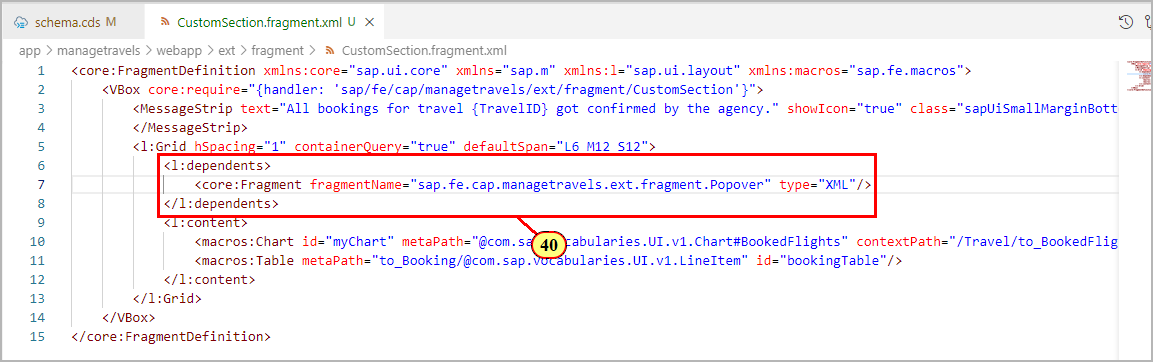 schema.cds M CustomSection.fragment.xml U
app > managetravels > webapp > ext > fragment > CustomSection.fragment.xml
1 <core:FragmentDefinition xmlns:core="sap.ui.core" xmlns="sap.m" xmlns:l="sap.ui.layout" xmlns:macros="sap.fe.macros">
2 <VBox core:require="{handler: 'sap/fe/cap/managetravels/ext/fragment/CustomSection'}">
3 <MessageStrip text="All bookings for travel {TravelID} got confirmed by the agency." showIcon="true" class="sapUiSmallMarginBott
4 </MessageStrip>
5 <l:Grid hSpacing="1" containerQuery="true" defaultSpan="L6 M12 S12">
6 <l:dependents>
7 <core:Fragment fragmentName="sap.fe.cap.managetravels.ext.fragment.Popover" type="XML"/>
8 </l:dependents>
9 <l:content>
40
10 <macros:Chart id="myChart" metaPath="@com.sap.vocabularies.UI.v1.Chart#BookedFlights" contextPath="/Travel/to_BookedFlig
11 <macros:Table metaPath="to_Booking/@com.sap.vocabularies.UI.v1.LineItem" id="bookingTable"/>
12 </l:content>
13 </l:Grid>
14 </VBox>
15 </core:FragmentDefinition>